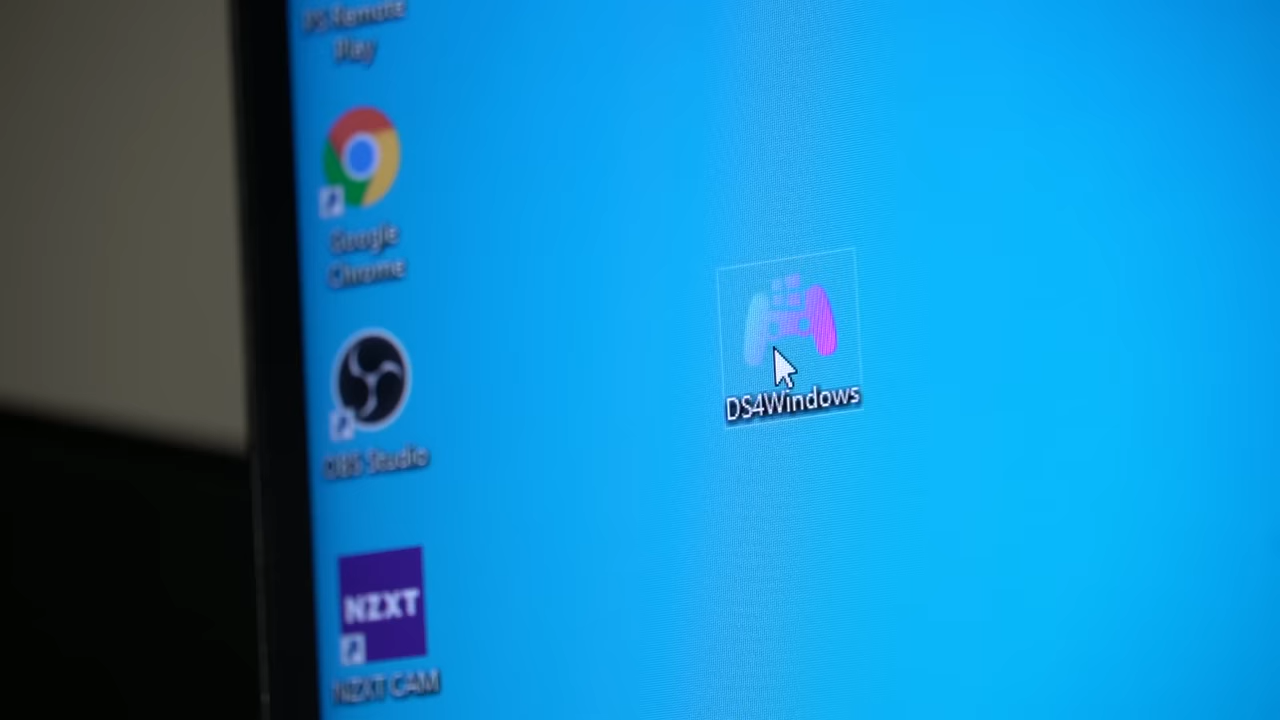 PS Remote
Play
Google
Chrome
OBS Studio
NZXT
NZXT CAM
DS4Windows